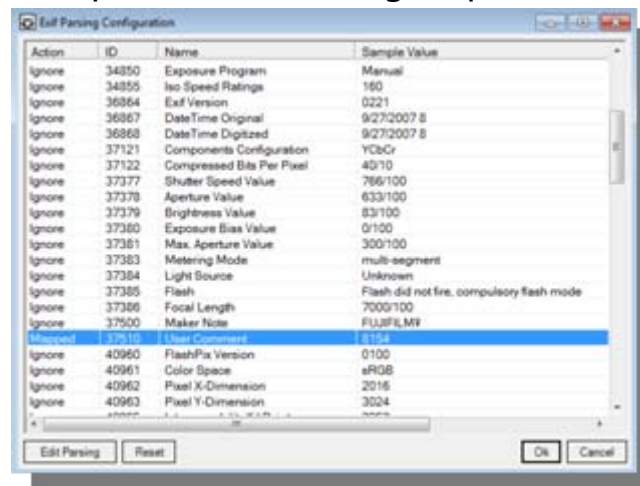 Exif Parsing Configuration
Action ID Name Sample Value
Ignore 34850 Exposure Program Manual
Ignore 34855 Iso Speed Ratings 160
Ignore 36864 Exif Version 0221
Ignore 36867 DateTime Original 9/27/2007 8
Ignore 36868 DateTime Digitized 9/27/2007 8
Ignore 37121 Components Configuration YCbCr
Ignore 37122 Compressed Bits Per Pixel 40/10
Ignore 37377 Shutter Speed Value 766/100
Ignore 37378 Aperture Value 633/100
Ignore 37379 Brightness Value 83/100
Ignore 37380 Exposure Bias Value 0/100
Ignore 37381 Max. Aperture Value 300/100
Ignore 37383 Metering Mode multi-segment
Ignore 37384 Light Source Unknown
Ignore 37385 Flash Flash did not fire, compulsory flash mode
Ignore 37386 Focal Length 7000/100
Ignore 37500 Maker Note FUJIFILM¥
Mapped 37510 User Comment 8154
Ignore 40960 FlashPix Version 0100
Ignore 40961 Color Space sRGB
Ignore 40962 Pixel X-Dimension 2016
Ignore 40963 Pixel Y-Dimension 3024
Edit Parsing Reset Ok Cancel